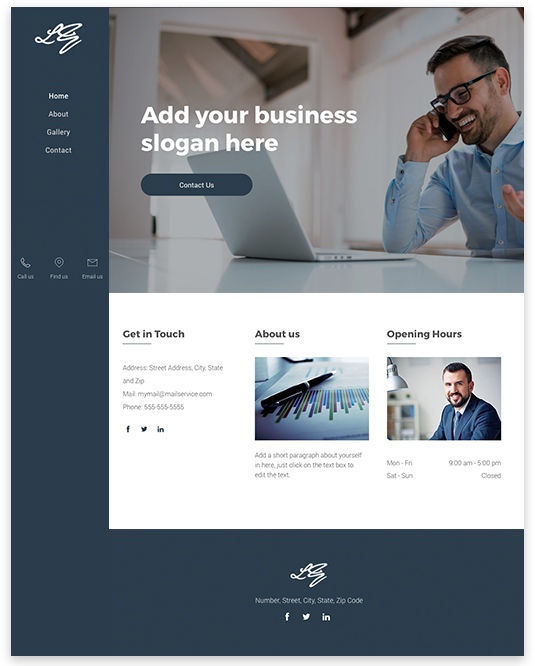 Home
About
Gallery
Contact
Call us
Find us
Email us
Add your business
slogan here
Contact Us
Get in Touch
Address: Street Address, City, State
and Zip
Mail: mymail@mailservice.com
Phone: 555-555-5555
About us
Add a short paragraph about yourself
in here, just click on the text box to
edit the text.
Opening Hours
Mon - Fri 9:00 am - 5:00 pm
Sat - Sun Closed
Number, Street, City, State, Zip Code